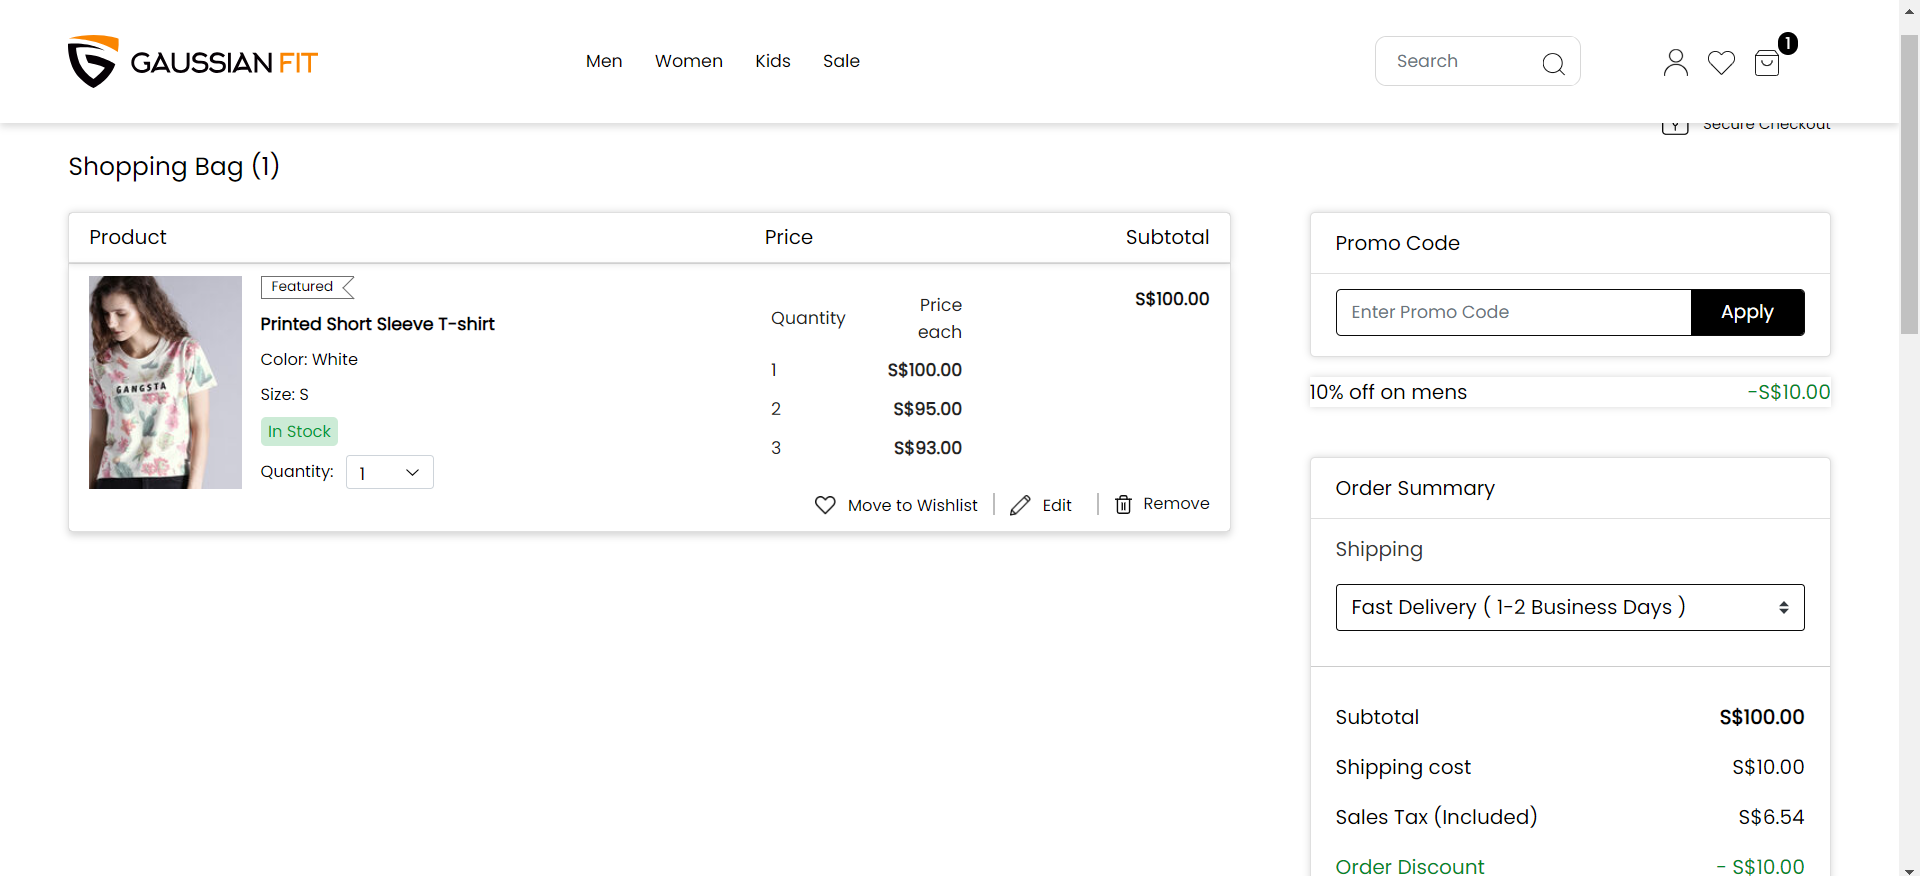 GAUSSIAN FIT
Men Women Kids Sale
Search
1
Secure Checkout
Shopping Bag (1)
Product Price Subtotal
Featured
Printed Short Sleeve T-shirt
Color: White
Size: S
In Stock
Quantity: 1
GANGSTA
Quantity Price each
1 S$100.00
2 S$95.00
3 S$93.00
S$100.00
Move to Wishlist Edit Remove
Promo Code
Enter Promo Code Apply
10% off on mens -S$10.00
Order Summary
Shipping
Fast Delivery ( 1-2 Business Days )
Subtotal S$100.00
Shipping cost S$10.00
Sales Tax (Included) S$6.54
Order Discount - S$10.00